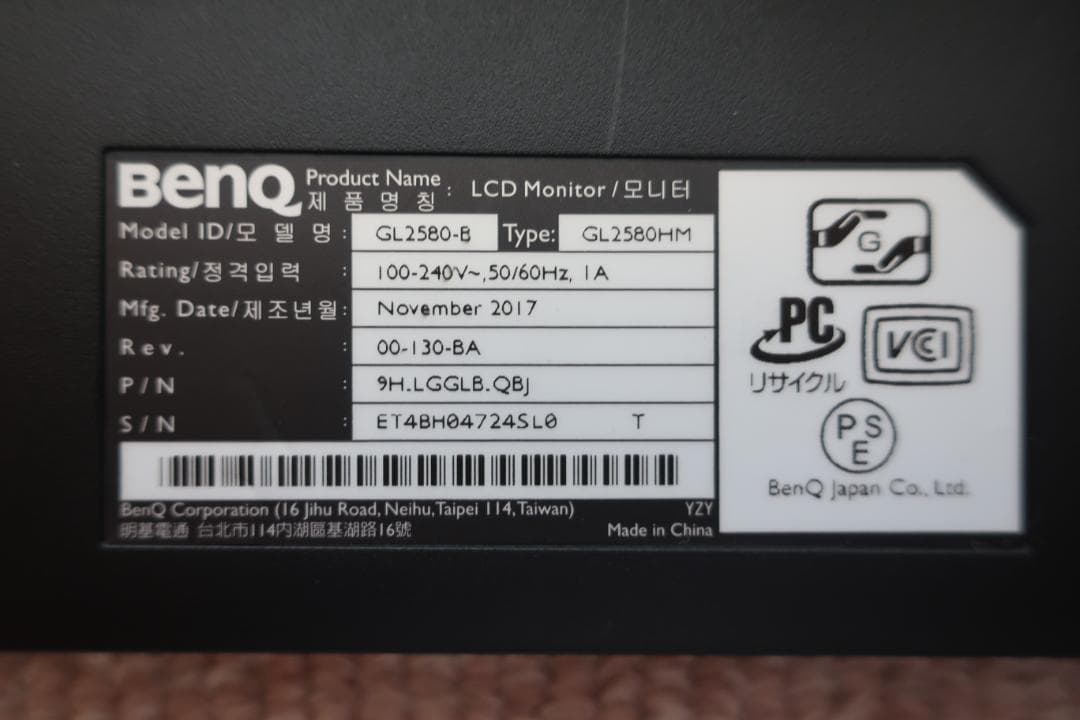 BenQ Product Name : LCD Monitor / 모니터
제 품 명 칭
Model ID/모 델 명 : GL2580-B Type: GL2580HM
Rating/정격입력 : 100-240V~,50/60Hz, 1A
Mfg. Date/제조년월: November 2017
Rev. : 00-130-BA
P/N : 9H.LGGLB.QBJ
S/N : ET4BH04724SL0 T
BenQ Corporation (16 Jihu Road, Neihu,Taipei 114,Taiwan) YZY
明基電通 台北市114內湖區基湖路16號 Made in China
G
PC
リサイクル
VCCI
PSE
BenQ Japan Co., Ltd.